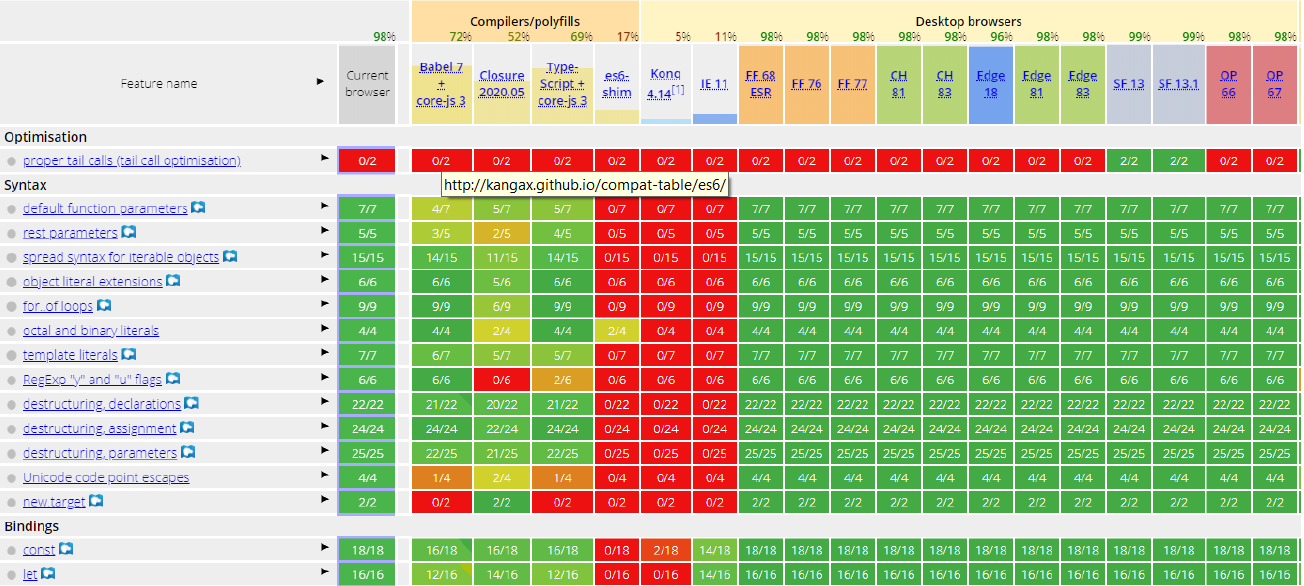 Compilers/polyfills Desktop browsers
98% 72% 52% 69% 17% 5% 11% 98% 98% 98% 98% 98% 96% 98% 98% 99% 99% 98% 98%
Feature name Current browser Babel 7 + core-js 3 Closure 2020.05 Type-Script + core-js 3 es6-shim Konq 4.14[1] IE 11 FF 68 ESR FF 76 FF 77 CH 81 CH 83 Edge 18 Edge 81 Edge 83 SF 13 SF 13.1 OP 66 OP 67
Optimisation
proper tail calls (tail call optimisation) 0/2 0/2 0/2 0/2 0/2 0/2 0/2 0/2 0/2 0/2 0/2 0/2 0/2 0/2 0/2 2/2 2/2 0/2 0/2
http://kangax.github.io/compat-table/es6/
Syntax
default function parameters 7/7 4/7 5/7 5/7 0/7 0/7 0/7 7/7 7/7 7/7 7/7 7/7 7/7 7/7 7/7 7/7 7/7 7/7 7/7
rest parameters 5/5 3/5 2/5 4/5 0/5 0/5 0/5 5/5 5/5 5/5 5/5 5/5 5/5 5/5 5/5 5/5 5/5 5/5 5/5
spread syntax for iterable objects 15/15 14/15 11/15 14/15 0/15 0/15 0/15 15/15 15/15 15/15 15/15 15/15 15/15 15/15 15/15 15/15 15/15 15/15 15/15
object literal extensions 6/6 6/6 5/6 6/6 0/6 0/6 0/6 6/6 6/6 6/6 6/6 6/6 6/6 6/6 6/6 6/6 6/6 6/6 6/6
for..of loops 9/9 9/9 6/9 9/9 0/9 0/9 0/9 9/9 9/9 9/9 9/9 9/9 9/9 9/9 9/9 9/9 9/9 9/9 9/9
octal and binary literals 4/4 4/4 2/4 4/4 2/4 0/4 0/4 4/4 4/4 4/4 4/4 4/4 4/4 4/4 4/4 4/4 4/4 4/4 4/4
template literals 7/7 6/7 5/7 5/7 0/7 0/7 0/7 7/7 7/7 7/7 7/7 7/7 7/7 7/7 7/7 7/7 7/7 7/7 7/7
RegExp "y" and "u" flags 6/6 6/6 0/6 2/6 0/6 0/6 0/6 6/6 6/6 6/6 6/6 6/6 6/6 6/6 6/6 6/6 6/6 6/6 6/6
destructuring, declarations 22/22 21/22 20/22 21/22 0/22 0/22 0/22 22/22 22/22 22/22 22/22 22/22 22/22 22/22 22/22 22/22 22/22 22/22 22/22
destructuring, assignment 24/24 24/24 22/24 24/24 0/24 0/24 0/24 24/24 24/24 24/24 24/24 24/24 24/24 24/24 24/24 24/24 24/24 24/24 24/24
destructuring, parameters 25/25 22/25 21/25 22/25 0/25 0/25 0/25 25/25 25/25 25/25 25/25 25/25 25/25 25/25 25/25 25/25 25/25 25/25 25/25
Unicode code point escapes 4/4 1/4 2/4 1/4 0/4 0/4 0/4 4/4 4/4 4/4 4/4 4/4 4/4 4/4 4/4 4/4 4/4 4/4 4/4
new.target 2/2 0/2 2/2 0/2 0/2 0/2 0/2 2/2 2/2 2/2 2/2 2/2 2/2 2/2 2/2 2/2 2/2 2/2 2/2
Bindings
const 18/18 16/18 16/18 16/18 0/18 2/18 14/18 18/18 18/18 18/18 18/18 18/18 18/18 18/18 18/18 18/18 18/18 18/18 18/18
let 16/16 12/16 14/16 12/16 0/16 0/16 14/16 16/16 16/16 16/16 16/16 16/16 16/16 16/16 16/16 16/16 16/16 16/16 16/16